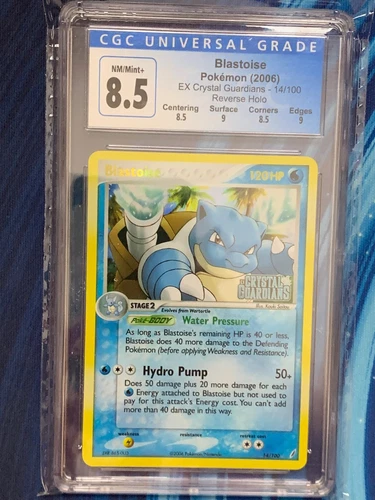 CGC UNIVERSAL GRADE
NM/Mint+
8.5
Blastoise
Pokémon (2006)
EX Crystal Guardians - 14/100
Reverse Holo
Centering Surface Corners Edges
8.5 9 8.5 9
Blastoise 120 HP
CRYSTAL
GUARDIANS
STAGE 2
Evolves from Wartortle
Poké-BODY Water Pressure
As long as Blastoise's remaining HP is 40 or less,
Blastoise does 40 more damage to the Defending
Pokémon (before applying Weakness and Resistance).
Hydro Pump 50+
Does 50 damage plus 20 more damage for each
Energy attached to Blastoise but not used to
pay for this attack's Energy cost. You can't add
more than 40 damage in this way.
weakness resistance retreat cost
©2006 Pokémon/Nintendo
14/100